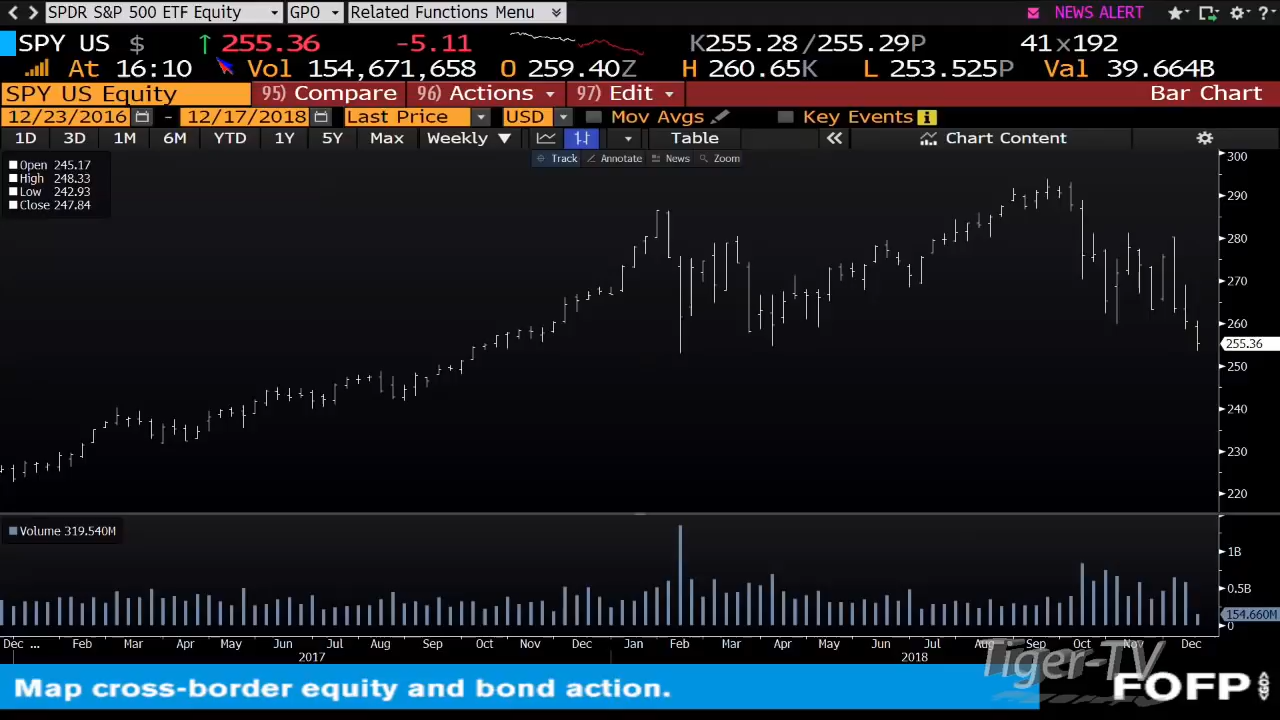 SPDR S&P 500 ETF Equity GPO Related Functions Menu NEWS ALERT ?
SPY US $ ↑ 255.36 -5.11 K255.28 / 255.29P 41x192
At 16:10 Vol 154,671,658 O 259.40Z H 260.65K L 253.525P Val 39.664B
SPY US Equity 95) Compare 96) Actions 97) Edit Bar Chart
12/23/2016 - 12/17/2018 Last Price USD Mov Avgs Key Events i
1D 3D 1M 6M YTD 1Y 5Y Max Weekly ▼ Table « Chart Content
Track Annotate News Zoom
Open 245.17
High 248.33
Low 242.93
Close 247.84
300
290
280
270
260
255.36
250
240
230
220
Volume 319.540M
1B
0.5B
154.660M
0
Dec ... Feb Mar Apr May Jun Jul Aug Sep Oct Nov Dec Jan Feb Mar Apr May Jun Jul Aug Sep Oct Nov Dec
2017 2018
Tiger-TV
Map cross-border equity and bond action.
FOFP